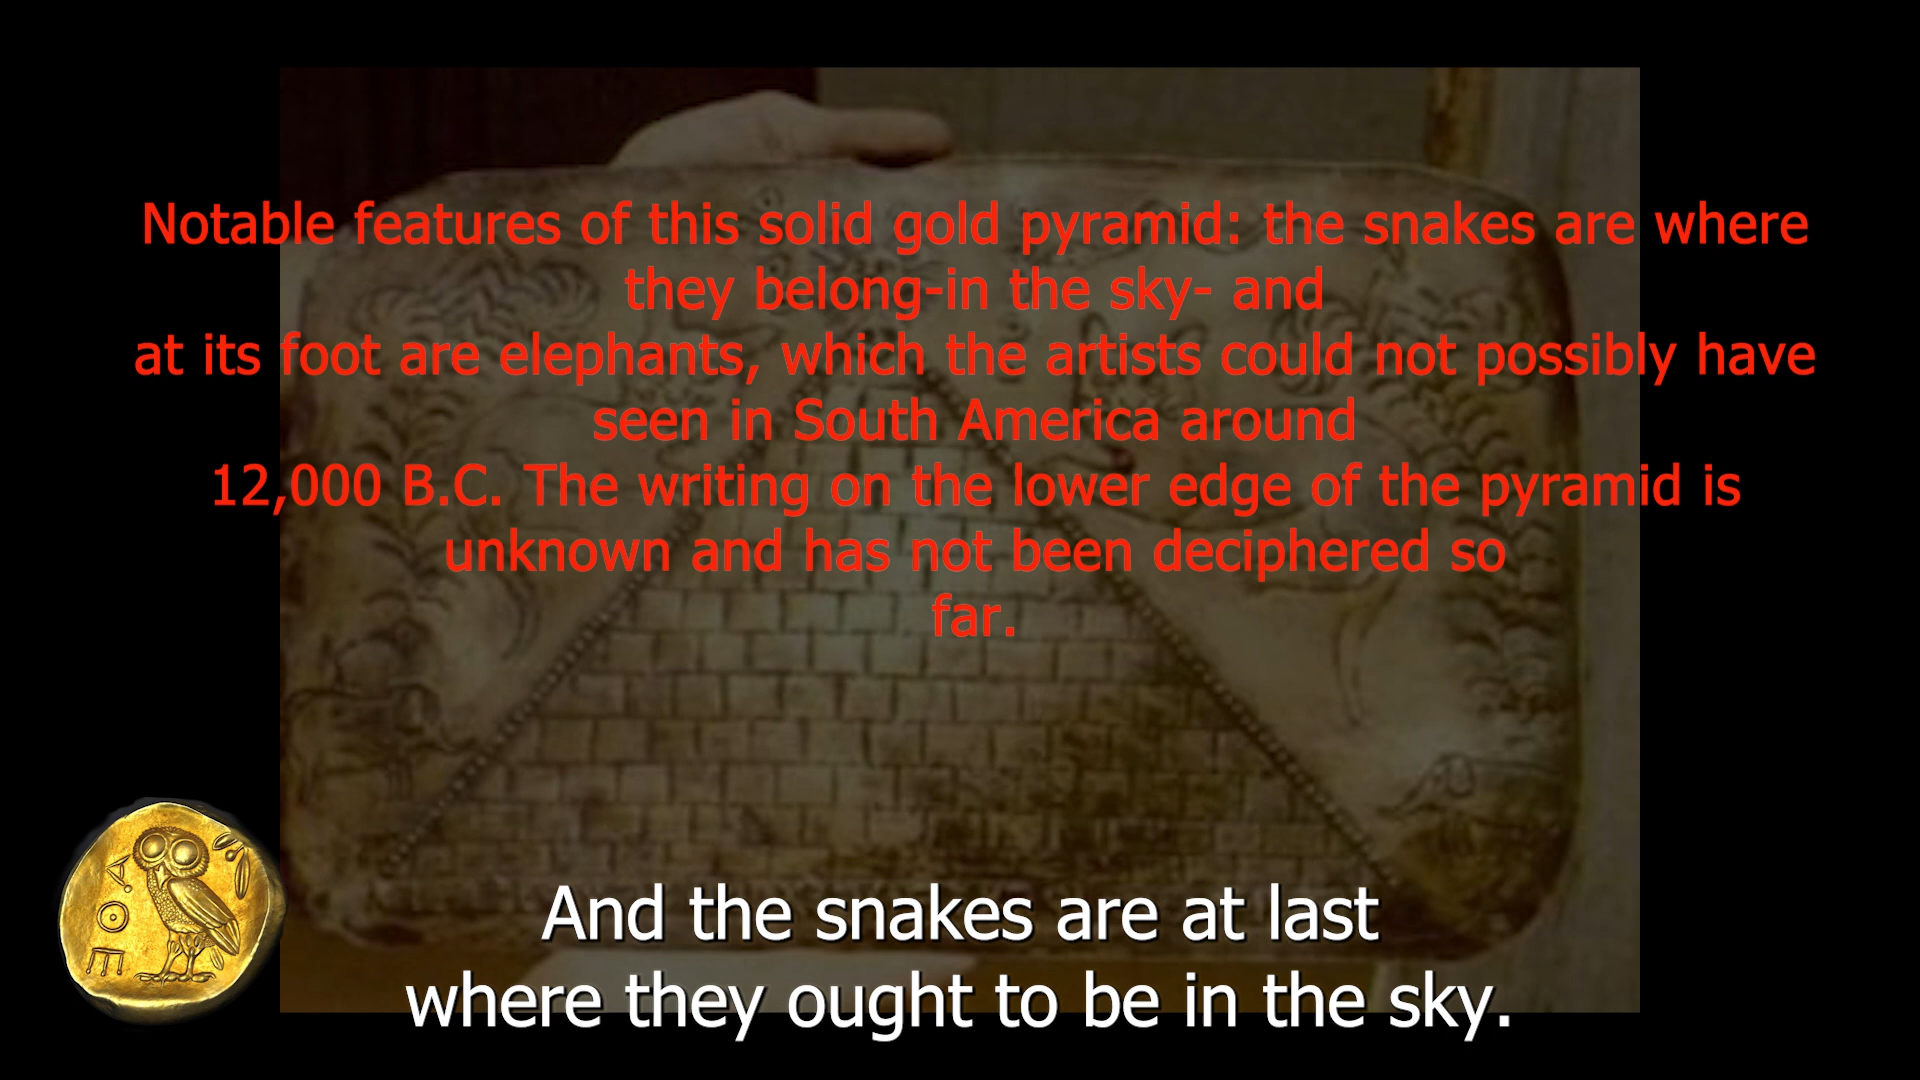 Notable features of this solid gold pyramid: the snakes are where
they belong-in the sky- and
at its foot are elephants, which the artists could not possibly have
seen in South America around
12,000 B.C. The writing on the lower edge of the pyramid is
unknown and has not been deciphered so
far.
ΑΘΕ
And the snakes are at last
where they ought to be in the sky.